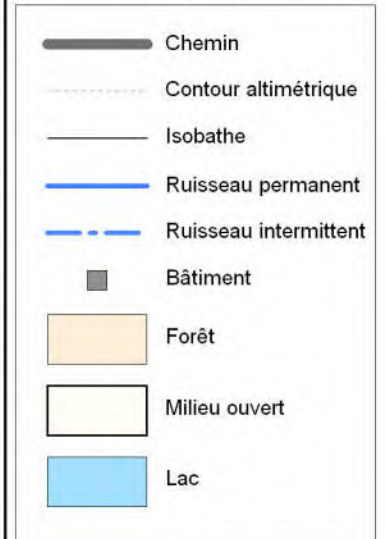 Chemin
Contour altimétrique
Isobathe
Ruisseau permanent
Ruisseau intermittent
Bâtiment
Forêt
Milieu ouvert
Lac